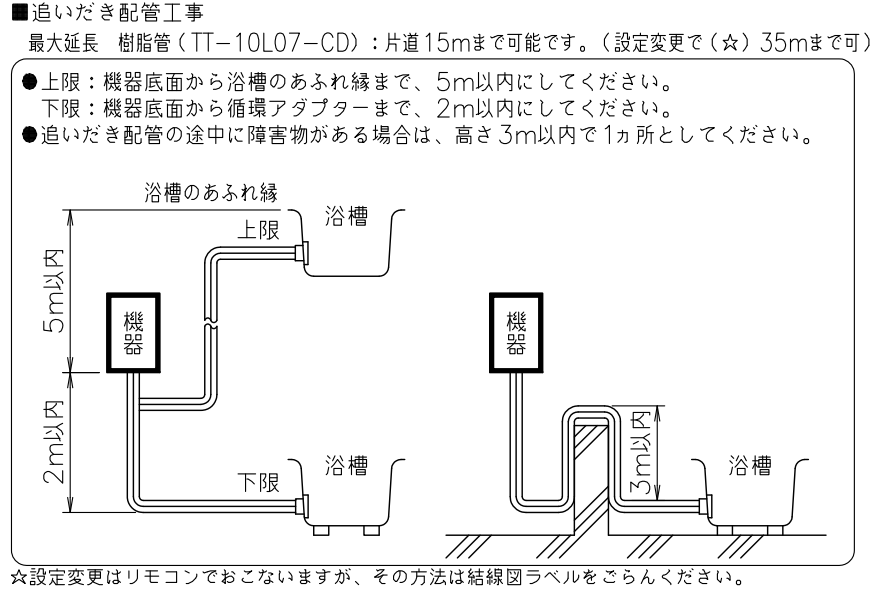 ■追いだき配管工事
最大延長　樹脂管（TT－10L07－CD）：片道15mまで可能です。（設定変更で（☆）35mまで可）
●上限：機器底面から浴槽のあふれ縁まで、5m以内にしてください。
下限：機器底面から循環アダプターまで、2m以内にしてください。
●追いだき配管の途中に障害物がある場合は、高さ3m以内で1ヵ所としてください。
浴槽のあふれ縁
浴槽
上限
5m以内
機器
機器
2m以内
3m以内
浴槽
下限
浴槽
☆設定変更はリモコンでおこないますが、その方法は結線図ラベルをごらんください。